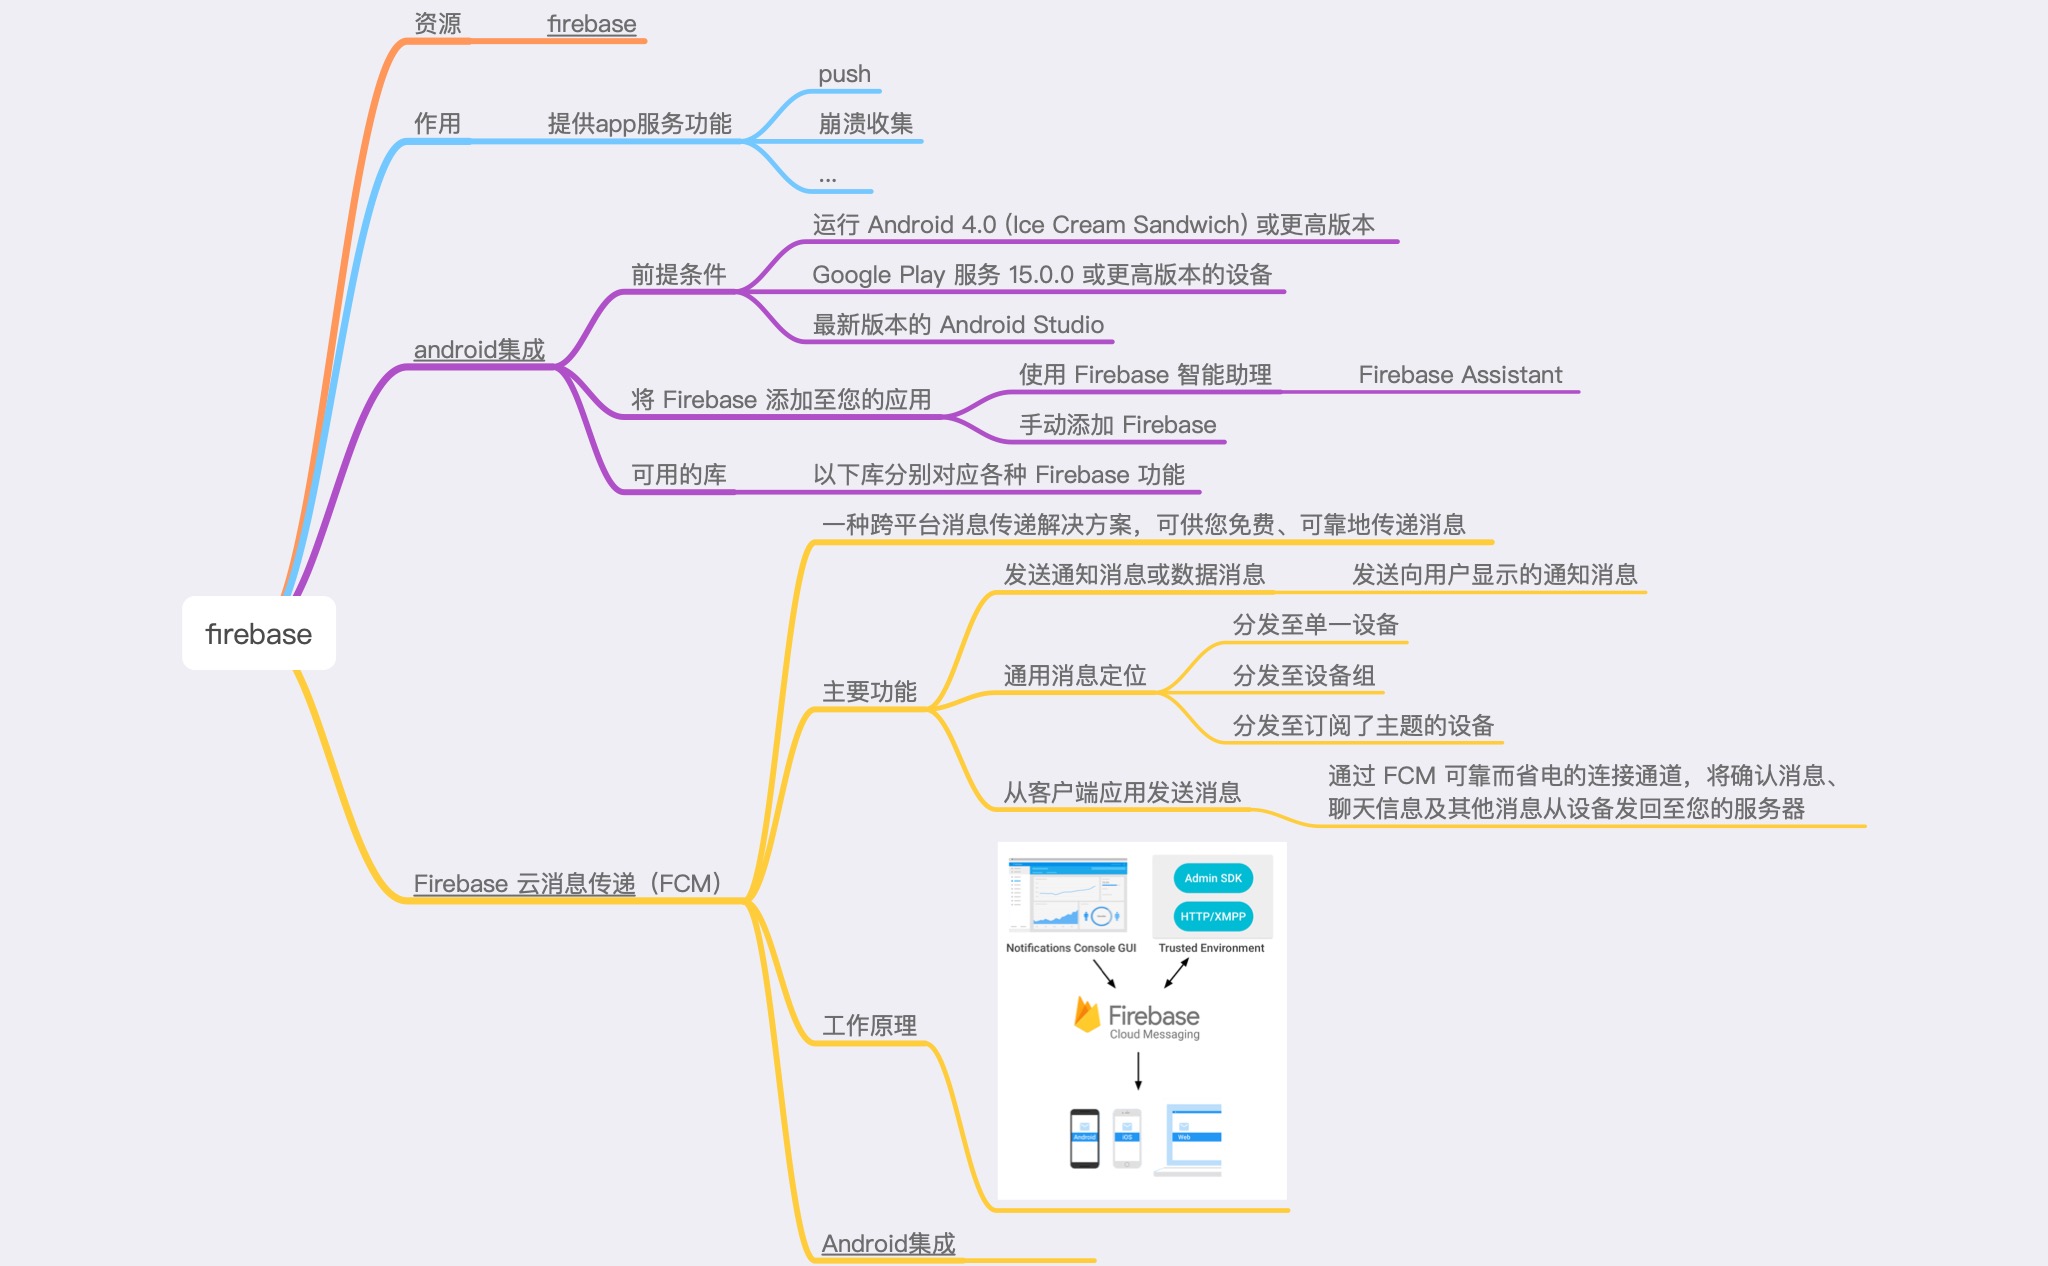 资源
firebase
作用
提供app服务功能
push
崩溃收集
...
android集成
前提条件
运行 Android 4.0 (Ice Cream Sandwich) 或更高版本
Google Play 服务 15.0.0 或更高版本的设备
最新版本的 Android Studio
将 Firebase 添加至您的应用
使用 Firebase 智能助理
Firebase Assistant
手动添加 Firebase
可用的库
以下库分别对应各种 Firebase 功能
firebase
Firebase 云消息传递（FCM）
一种跨平台消息传递解决方案，可供您免费、可靠地传递消息
主要功能
发送通知消息或数据消息
发送向用户显示的通知消息
通用消息定位
分发至单一设备
分发至设备组
分发至订阅了主题的设备
从客户端应用发送消息
通过 FCM 可靠而省电的连接通道，将确认消息、
聊天信息及其他消息从设备发回至您的服务器
工作原理
Admin SDK
HTTP/XMPP
Notifications Console GUI
Trusted Environment
Firebase
Cloud Messaging
Android
iOS
Web
Android集成